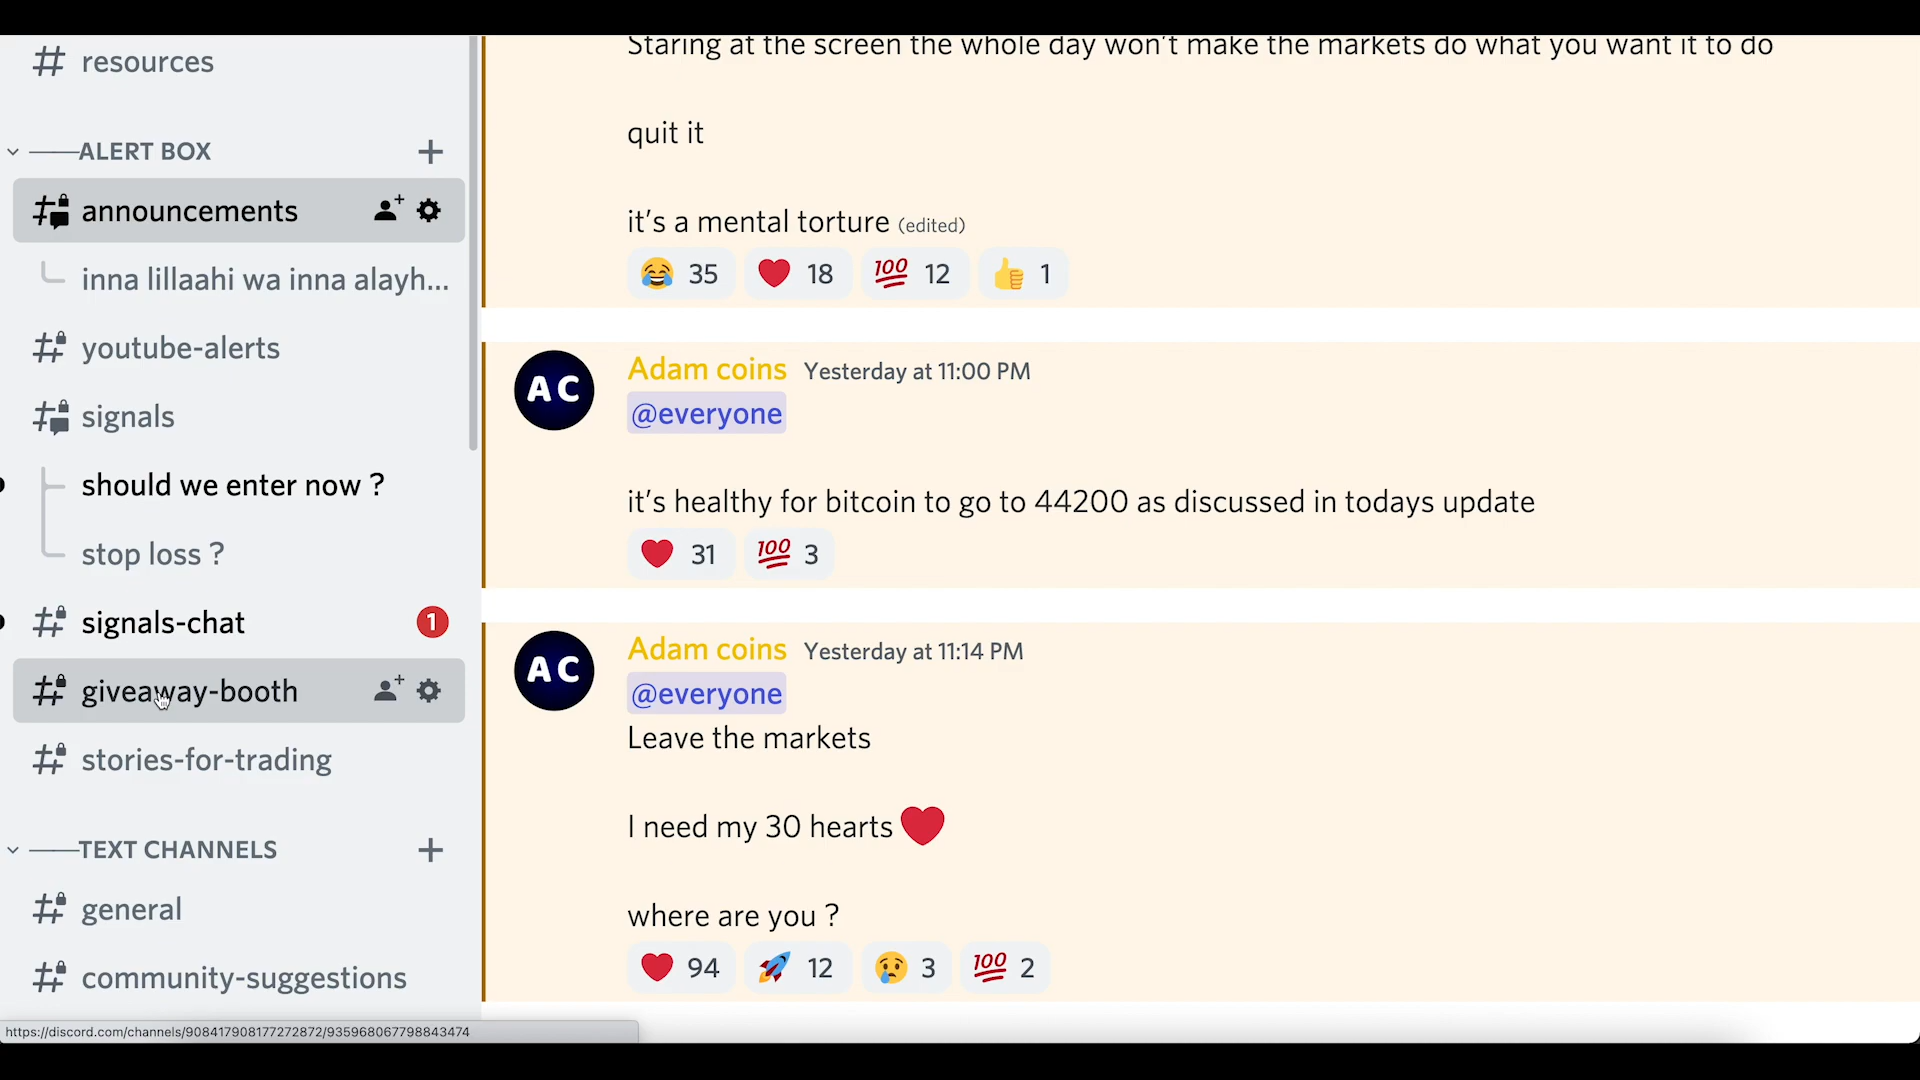 resources
ALERT BOX
announcements
inna lillaahi wa inna alayh...
youtube-alerts
signals
should we enter now ?
stop loss ?
signals-chat
1
giveaway-booth
stories-for-trading
TEXT CHANNELS
general
community-suggestions
https://discord.com/channels/908417908177272872/935968067798843474
Staring at the screen the whole day won't make the markets do what you want it to do
quit it
it's a mental torture (edited)
35 18 100 12 1
AC
Adam coins Yesterday at 11:00 PM
@everyone
it's healthy for bitcoin to go to 44200 as discussed in todays update
31 100 3
AC
Adam coins Yesterday at 11:14 PM
@everyone
Leave the markets
I need my 30 hearts
where are you ?
94 12 3 100 2